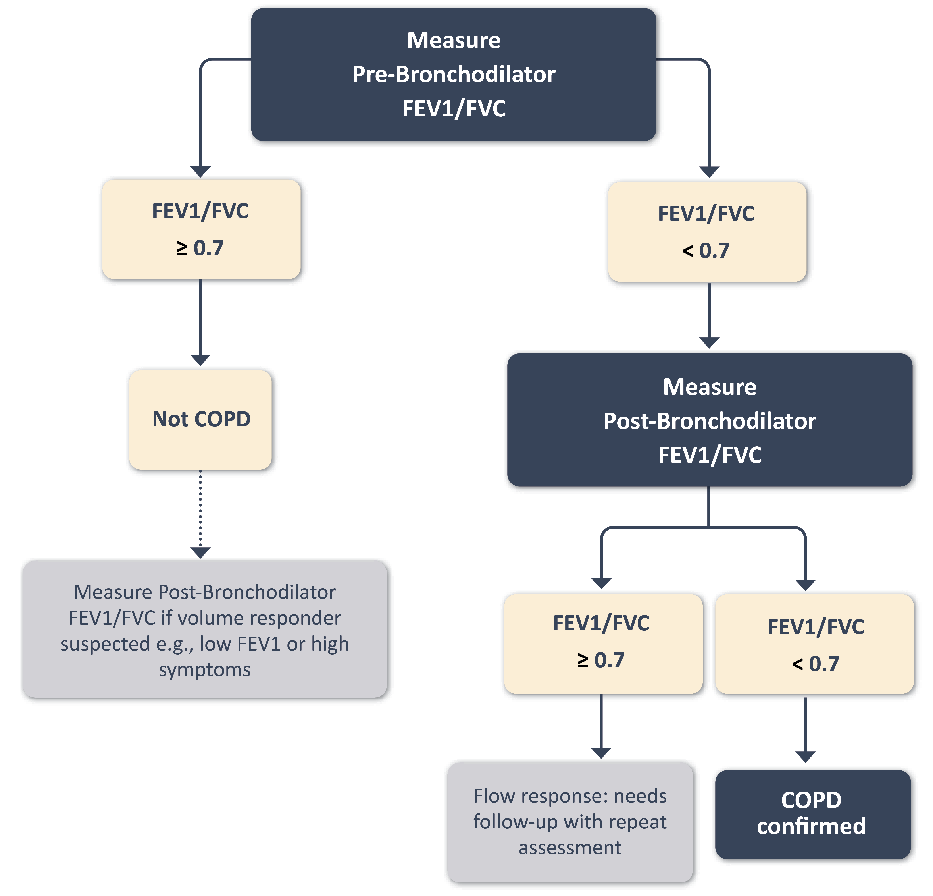 Measure
Pre-Bronchodilator
FEV1/FVC
FEV1/FVC
≥ 0.7
FEV1/FVC
< 0.7
Not COPD
Measure
Post-Bronchodilator
FEV1/FVC
Measure Post-Bronchodilator
FEV1/FVC if volume responder
suspected e.g., low FEV1 or high
symptoms
FEV1/FVC
≥ 0.7
FEV1/FVC
< 0.7
Flow response: needs
follow-up with repeat
assessment
COPD
confirmed